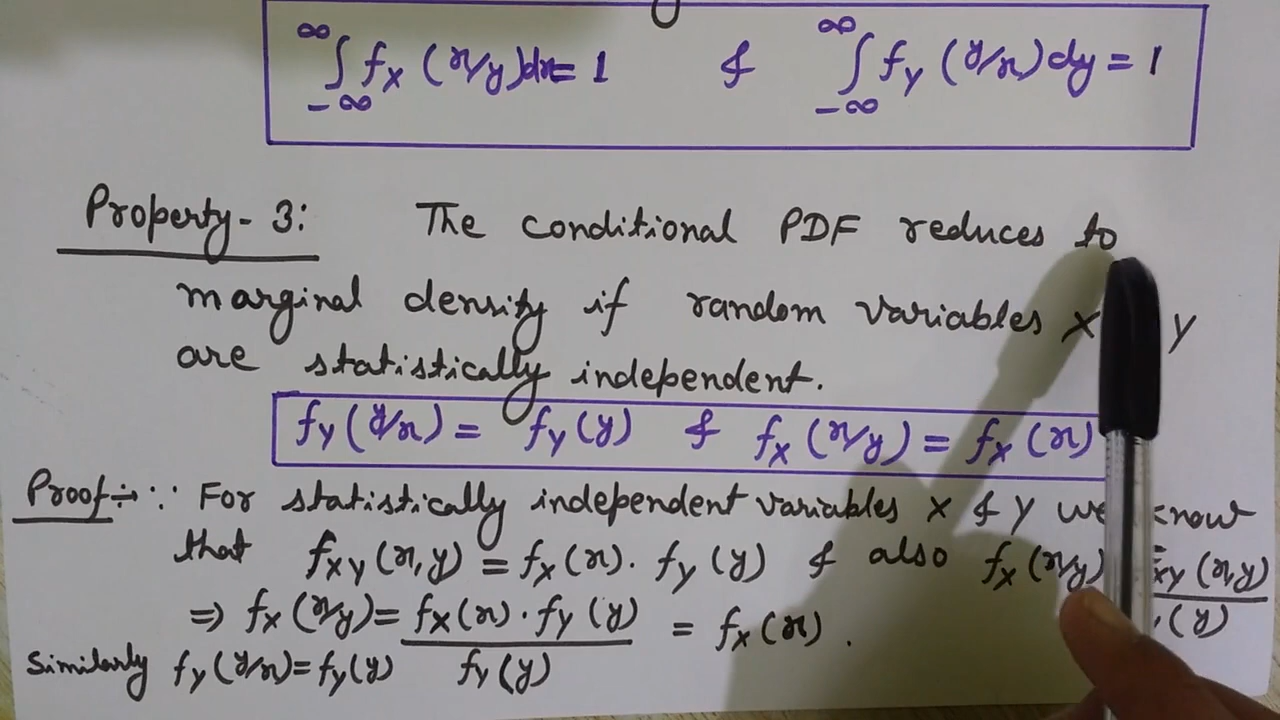 ∞∫-∞ fx (x/y)dx = 1 & ∞∫-∞ fy (y/x)dy = 1
Property- 3: The conditional PDF reduces to
marginal density if random variables X Y
are statistically independent.
fy (y/x) = fy (y) & fx (x/y) = fx (x)
Proof:- ∵ For statistically independent variables X & Y we know
that fxy (x,y) = fx (x). fy (y) & also fx (x/y) = xy (x,y) / (y)
⇒ fx (x/y) = fx (x) . fy (y) / fy (y) = fx (x) .
Similarly fy (y/x) = fy (y)